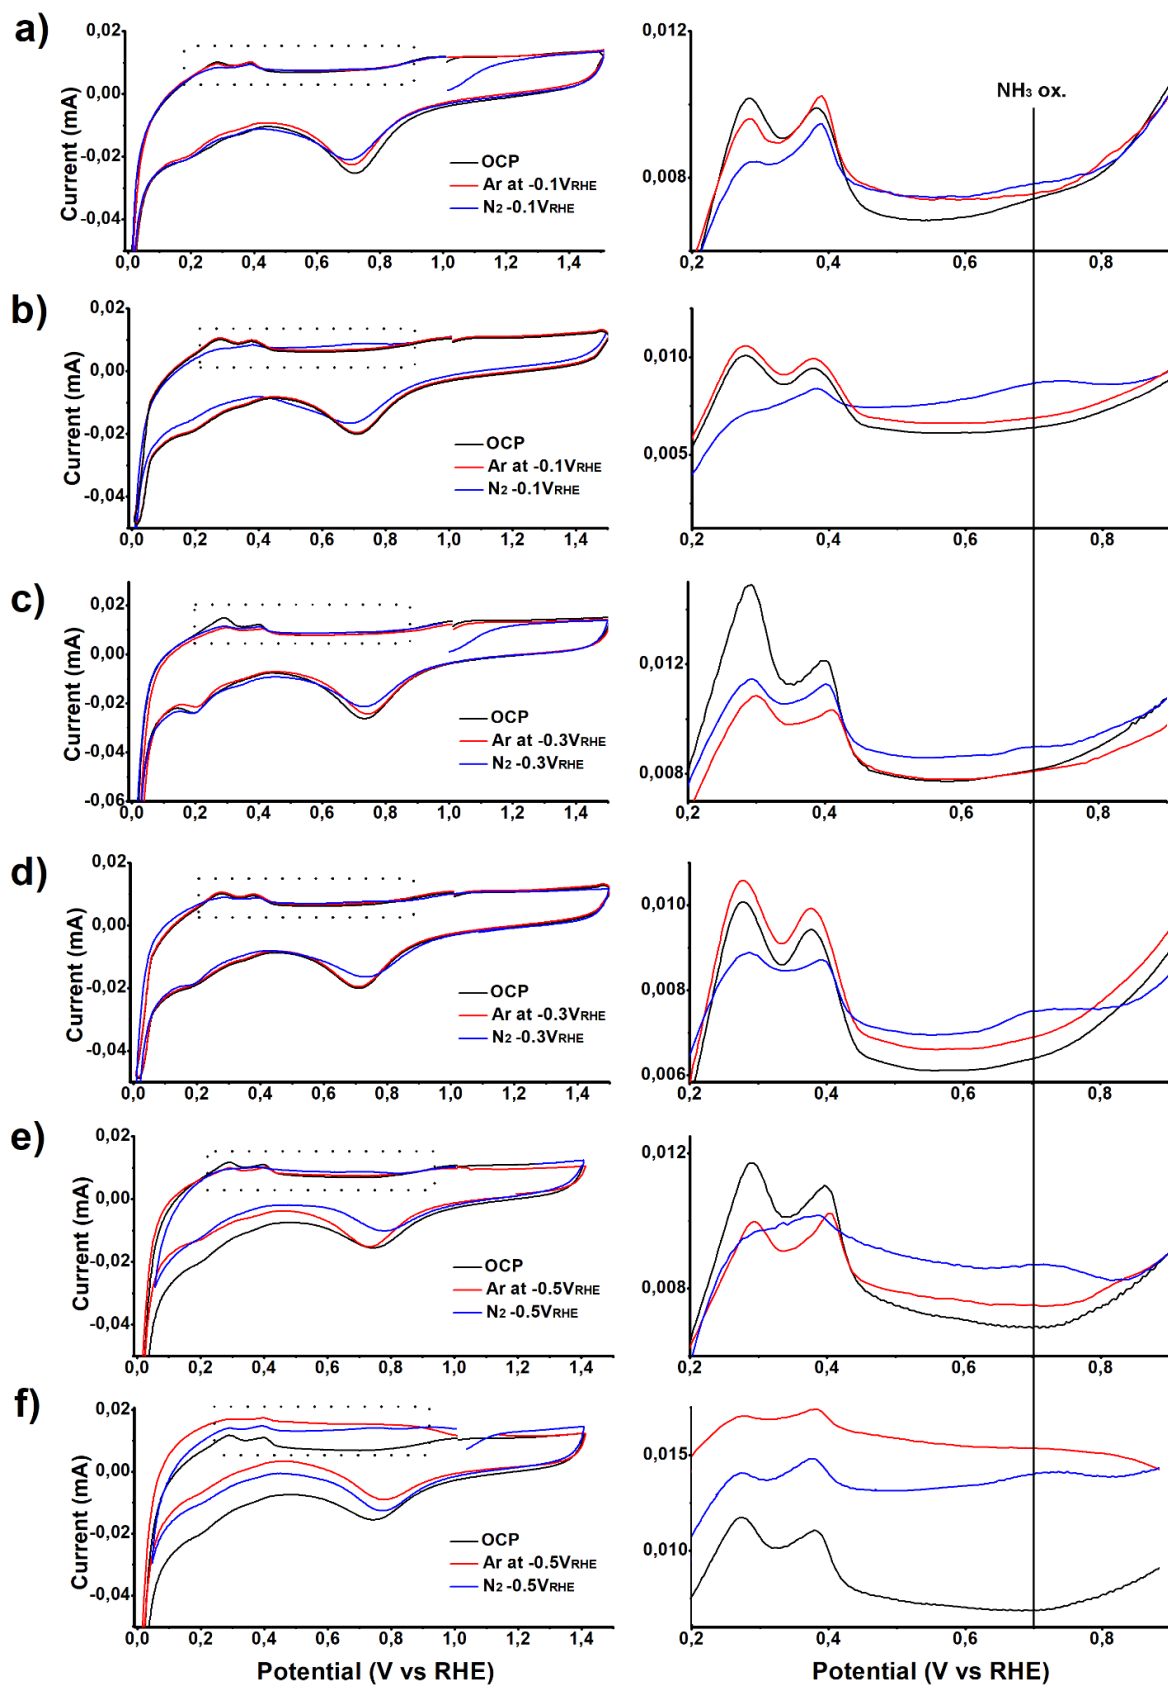 a)
0,02
0,00
-0,02
-0,04
Current (mA)
OCP
Ar at -0.1VRHE
N2 -0.1VRHE
0,0 0,2 0,4 0,6 0,8 1,0 1,2 1,4
0,012
0,008
NH3 ox.
0,2 0,4 0,6 0,8
b)
0,02
0,00
-0,02
-0,04
Current (mA)
OCP
Ar at -0.1VRHE
N2 -0.1VRHE
0,0 0,2 0,4 0,6 0,8 1,0 1,2 1,4
0,010
0,005
0,2 0,4 0,6 0,8
c)
0,02
0,00
-0,02
-0,04
-0,06
Current (mA)
OCP
Ar at -0.3VRHE
N2 -0.3VRHE
0,0 0,2 0,4 0,6 0,8 1,0 1,2 1,4
0,012
0,008
0,2 0,4 0,6 0,8
d)
0,02
0,00
-0,02
-0,04
Current (mA)
OCP
Ar at -0.3VRHE
N2 -0.3VRHE
0,0 0,2 0,4 0,6 0,8 1,0 1,2 1,4
0,010
0,008
0,006
0,2 0,4 0,6 0,8
e)
0,02
0,00
-0,02
-0,04
Current (mA)
OCP
Ar at -0.5VRHE
N2 -0.5VRHE
0,0 0,2 0,4 0,6 0,8 1,0 1,2 1,4
0,012
0,008
0,2 0,4 0,6 0,8
f)
0,02
0,00
-0,02
-0,04
Current (mA)
OCP
Ar at -0.5VRHE
N2 -0.5VRHE
0,0 0,2 0,4 0,6 0,8 1,0 1,2 1,4
Potential (V vs RHE)
0,015
0,010
0,2 0,4 0,6 0,8
Potential (V vs RHE)